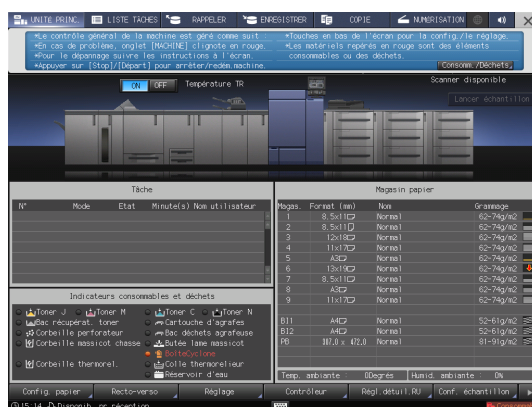 UNITE PRINC. LISTE TACHES RAPPELER ENREGISTRER COPIE NUMERISATION
*Le contrôle général de la machine est géré comme suit :
*En cas de problème, onglet [MACHINE] clignote en rouge.
*Pour le dépannage suivre les instructions à l'écran.
*Appuyer sur [Stop]/[Départ] pour arrêter/redém.machine.
*Touches en bas de l'écran pour la config./le réglage.
*Les matériels repérés en rouge sont des éléments
consommables ou des déchets.
Consomm./Déchets
ON OFF Température TR
Scanner disponible
Lancer échantillon
Tâche
N° Mode Etat Minute(s) Nom utilisateur
Magasin papier
Magas. Format (mm) Nom Grammage
1 8.5x11 Normal 62-74g/m2
2 8.5x11 Normal 62-74g/m2
3 12x18 Normal 62-74g/m2
4 11x17 Normal 62-74g/m2
5 A3 Normal 62-74g/m2
6 13x19 Normal 62-74g/m2
7 8.5x11 Normal 62-74g/m2
8 A3 Normal 62-74g/m2
9 11x17 Normal 62-74g/m2
BI1 A4 Normal 52-61g/m2
BI2 A4 Normal 52-61g/m2
PB Normal 81-91g/m2
Temp. ambiante : 0Degrés Humid. ambiante : 0%
Indicateurs consommables et déchets
Toner J Toner M Toner C Toner N
Bac récupérat. toner Cartouche d'agrafes
Corbeille perforateur Bac déchets agrafeuse
Corbeille massicot chasse Butée lame massicot
BoîteCyclone
Corbeille thermorel. Colle thermorelieur
Réservoir d'eau
Config. papier Recto-verso Réglage Contrôleur Régl.détail.RU Conf. échantillon
15:14 Disponib. pr réception